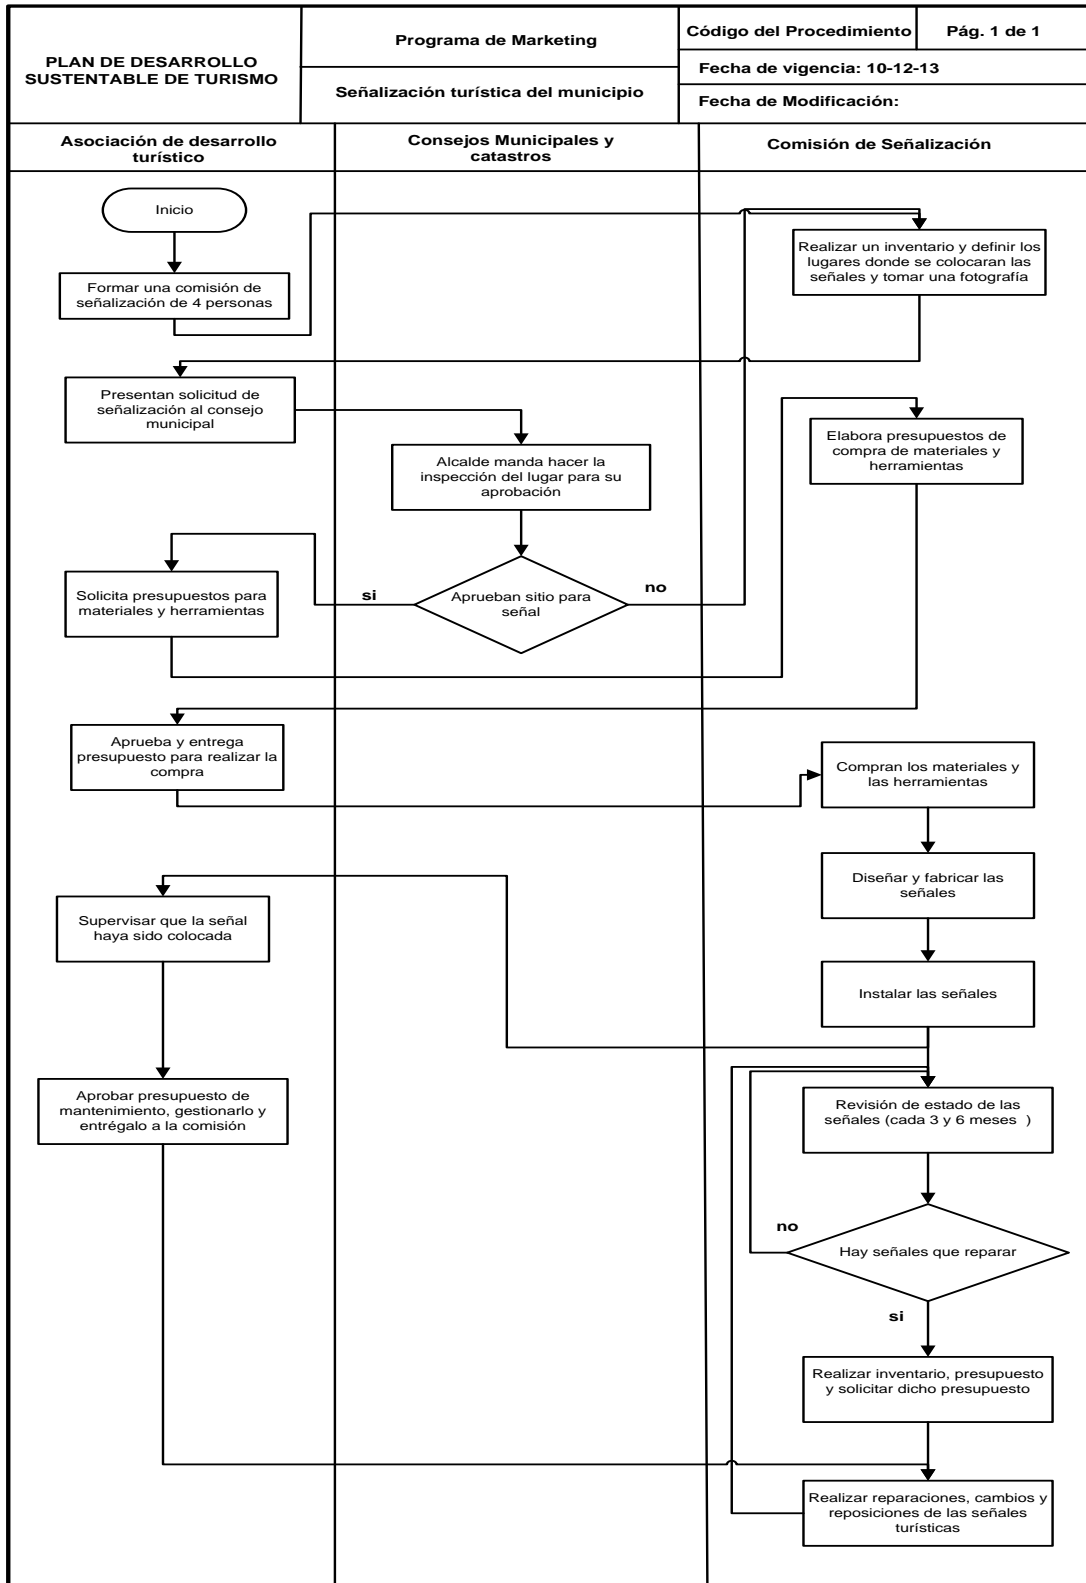 PLAN DE DESARROLLO
SUSTENTABLE DE TURISMO
Programa de Marketing
Señalización turística del municipio
Código del Procedimiento
Pág. 1 de 1
Fecha de vigencia: 10-12-13
Fecha de Modificación:
Asociación de desarrollo
turístico
Consejos Municipales y
catastros
Comisión de Señalización
Inicio
Formar una comisión de
señalización de 4 personas
Realizar un inventario y definir los
lugares donde se colocaran las
señales y tomar una fotografía
Presentan solicitud de
señalización al consejo
municipal
Alcalde manda hacer la
inspección del lugar para su
aprobación
Elabora presupuestos de
compra de materiales y
herramientas
Aprueban sitio para
señal
si
no
Solicita presupuestos para
materiales y herramientas
Aprueba y entrega
presupuesto para realizar la
compra
Compran los materiales y
las herramientas
Diseñar y fabricar las
señales
Supervisar que la señal
haya sido colocada
Instalar las señales
Aprobar presupuesto de
mantenimiento, gestionarlo y
entrégalo a la comisión
Revisión de estado de las
señales (cada 3 y 6 meses )
no
Hay señales que reparar
si
Realizar inventario, presupuesto
y solicitar dicho presupuesto
Realizar reparaciones, cambios y
reposiciones de las señales
turísticas